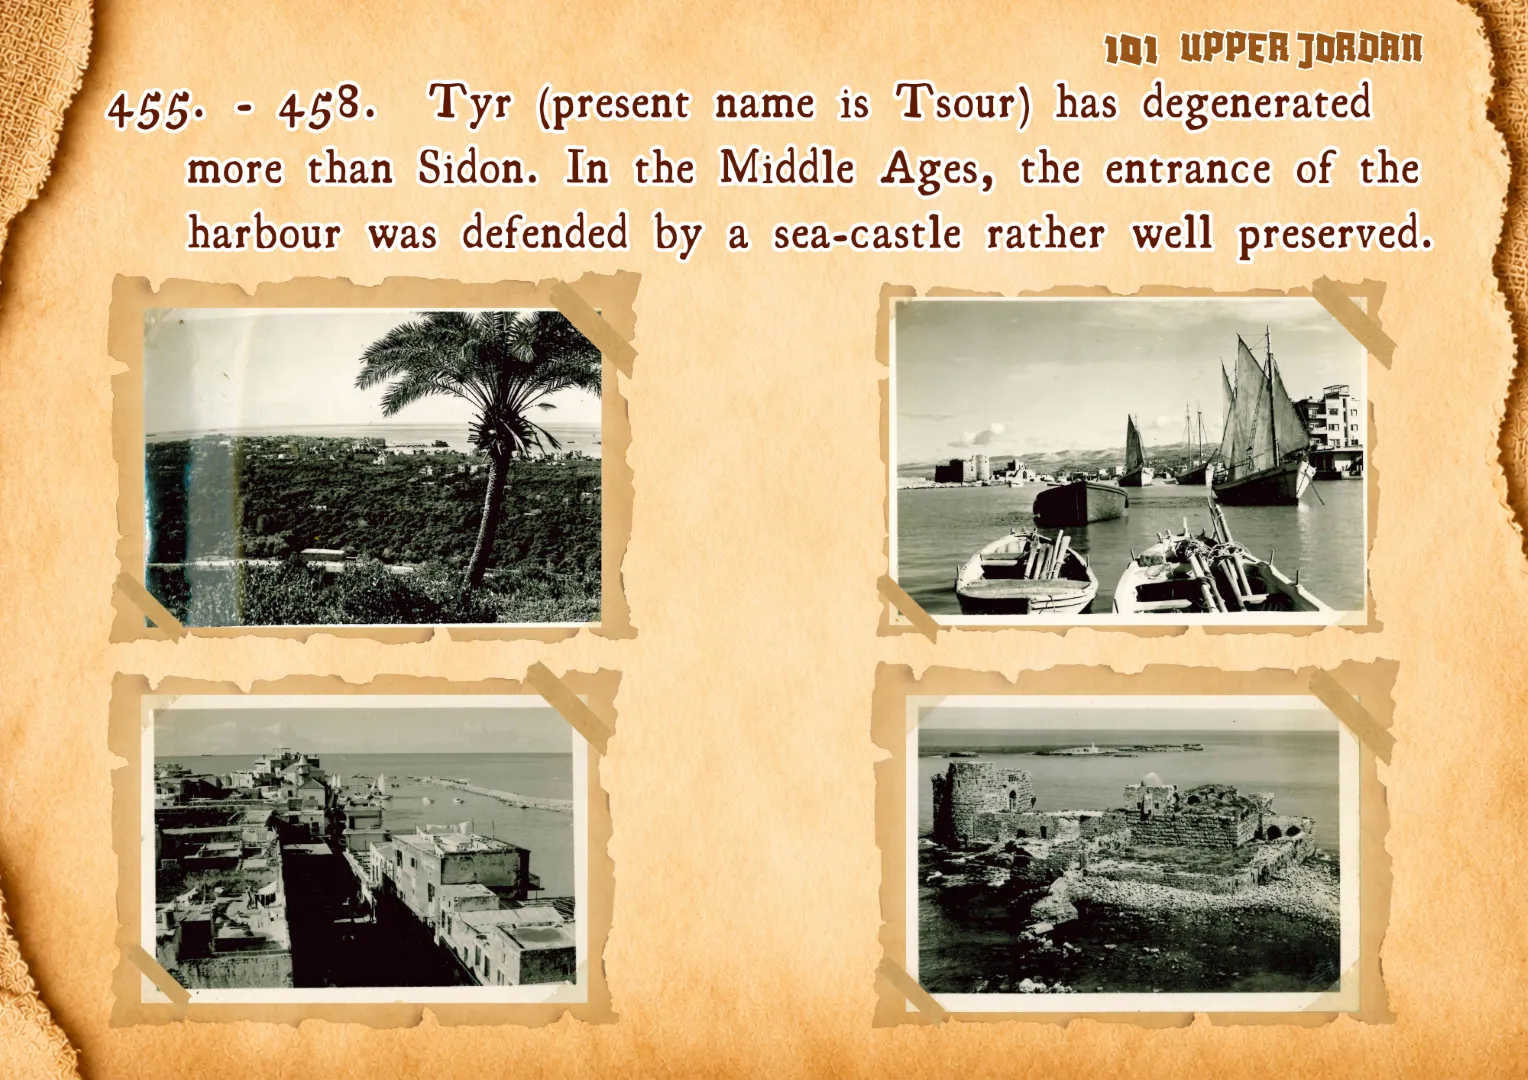 101 UPPER JORDAN
455. - 458. Tyr (present name is Tsour) has degenerated
more than Sidon. In the Middle Ages, the entrance of the
harbour was defended by a sea-castle rather well preserved.